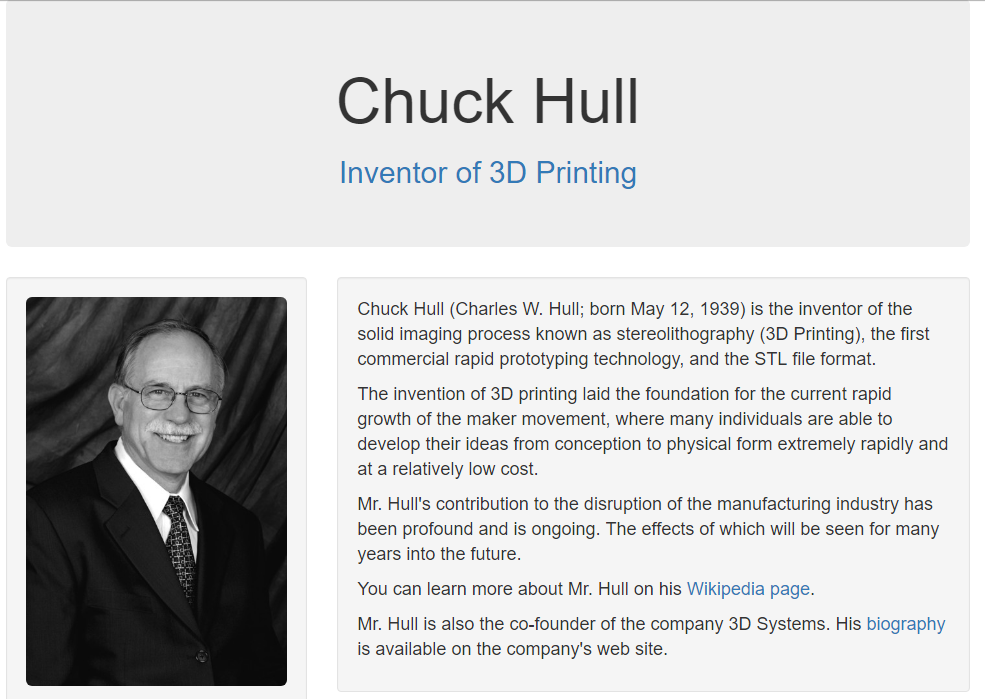 Chuck Hull
Inventor of 3D Printing
Chuck Hull (Charles W. Hull; born May 12, 1939) is the inventor of the
solid imaging process known as stereolithography (3D Printing), the first
commercial rapid prototyping technology, and the STL file format.
The invention of 3D printing laid the foundation for the current rapid
growth of the maker movement, where many individuals are able to
develop their ideas from conception to physical form extremely rapidly and
at a relatively low cost.
Mr. Hull's contribution to the disruption of the manufacturing industry has
been profound and is ongoing. The effects of which will be seen for many
years into the future.
You can learn more about Mr. Hull on his Wikipedia page.
Mr. Hull is also the co-founder of the company 3D Systems. His biography
is available on the company's web site.